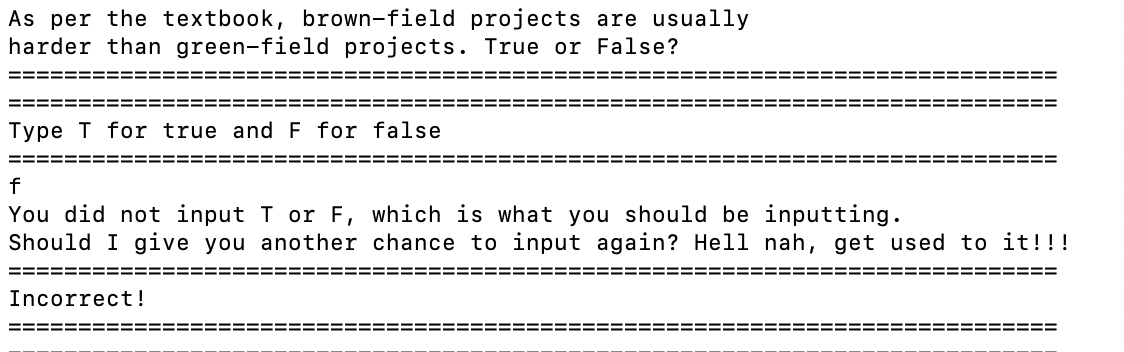 As per the textbook, brown-field projects are usually
harder than green-field projects. True or False?
===========================================================================
===========================================================================
Type T for true and F for false
===========================================================================
f
You did not input T or F, which is what you should be inputting.
Should I give you another chance to input again? Hell nah, get used to it!!!
===========================================================================
Incorrect!
===========================================================================